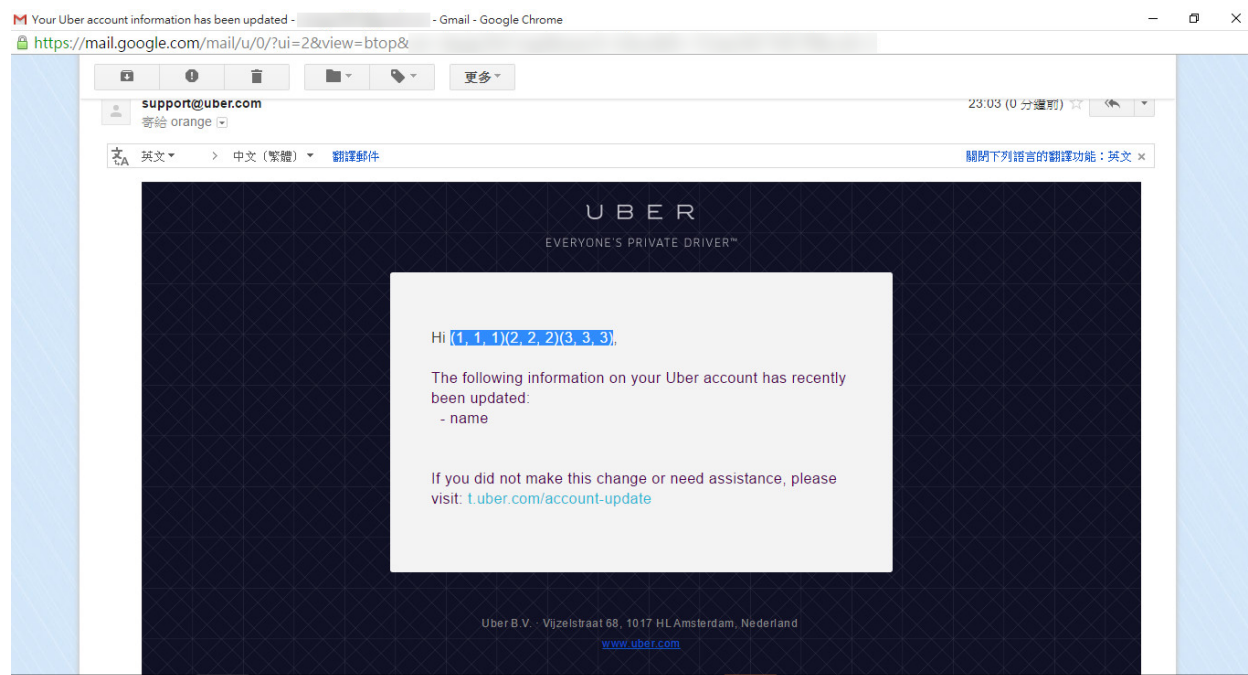 Your Uber account information has been updated - - Gmail - Google Chrome
https://mail.google.com/mail/u/0/?ui=2&view=btop&
更多
support@uber.com 23:03 (0 分鐘前)
寄給 orange
英文 > 中文（繁體） 翻譯郵件 關閉下列語言的翻譯功能：英文 ×
UBER
EVERYONE'S PRIVATE DRIVER™
Hi (1, 1, 1)(2, 2, 2)(3, 3, 3),
The following information on your Uber account has recently
been updated:
- name
If you did not make this change or need assistance, please
visit: t.uber.com/account-update
Uber B.V. · Vijzelstraat 68, 1017 HL Amsterdam, Nederland
www.uber.com